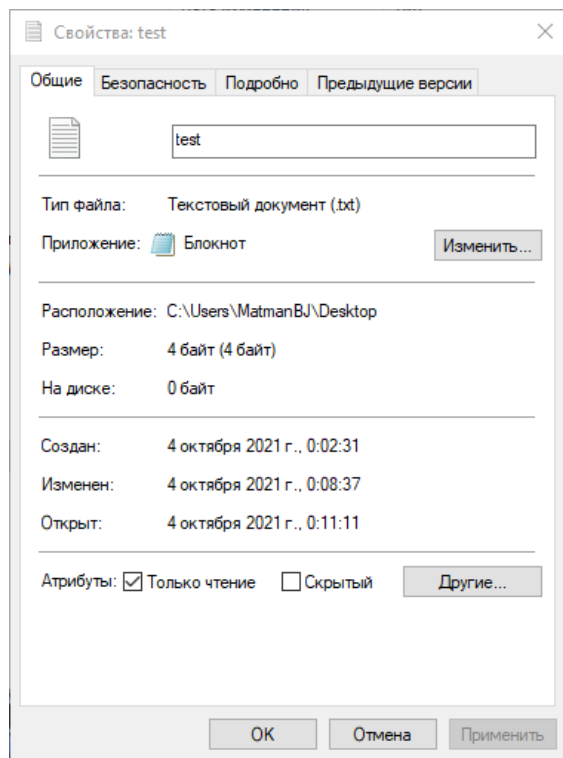 Свойства: test
Общие Безопасность Подробно Предыдущие версии
test
Тип файла: Текстовый документ (.txt)
Приложение: Блокнот Изменить...
Расположение: C:\Users\MatmanBJ\Desktop
Размер: 4 байт (4 байт)
На диске: 0 байт
Создан: 4 октября 2021 г., 0:02:31
Изменен: 4 октября 2021 г., 0:08:37
Открыт: 4 октября 2021 г., 0:11:11
Атрибуты: Только чтение Скрытый Другие...
ОК Отмена Применить